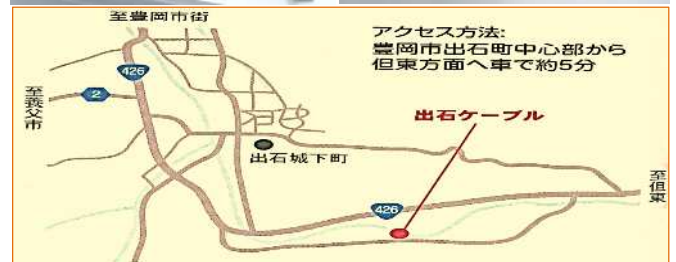 至豊岡市街
アクセス方法:
豊岡市出石町中心部から
但東方面へ車で約5分
426
2
至養父市
出石ケーブル
出石城下町
至但東
426